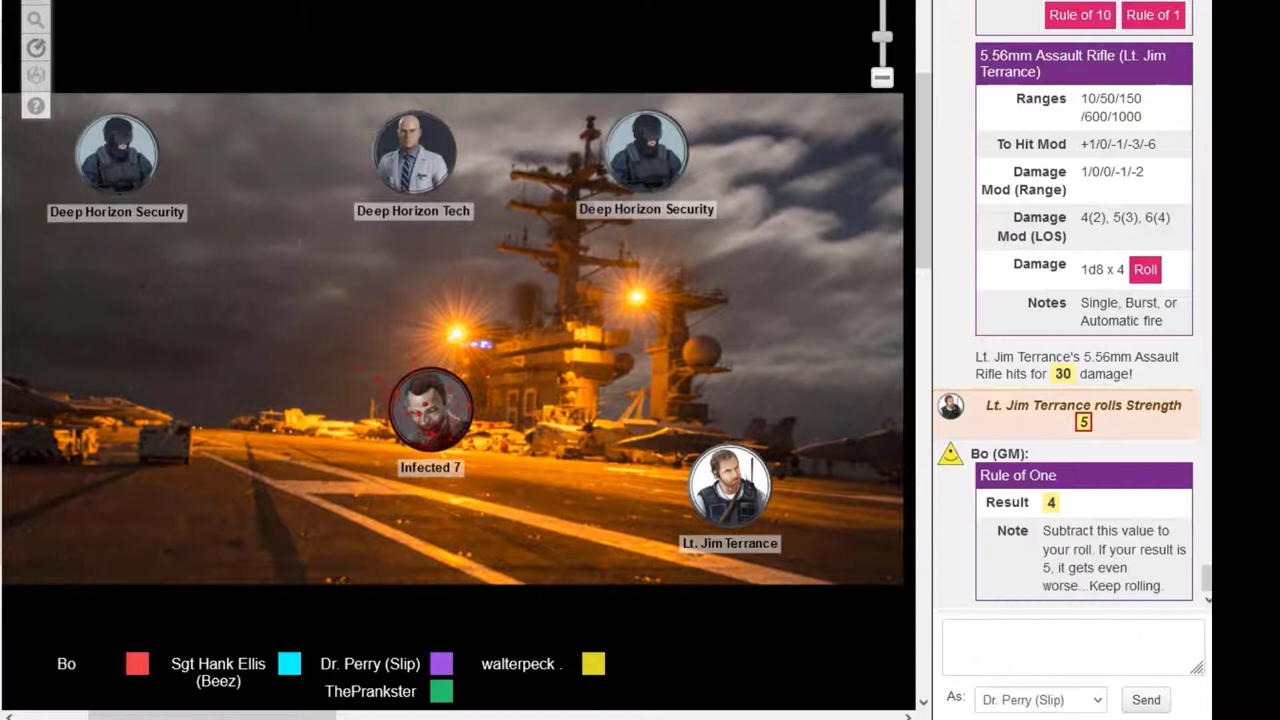 Deep Horizon Security
Deep Horizon Tech
Deep Horizon Security
Infected 7
Lt. Jim Terrance
Bo
Sgt Hank Ellis
(Beez)
Dr. Perry (Slip)
walterpeck .
ThePrankster
Rule of 10
Rule of 1
5.56mm Assault Rifle (Lt. Jim
Terrance)
Ranges
10/50/150
/600/1000
To Hit Mod
+1/0/-1/-3/-6
Damage
Mod (Range)
1/0/0/-1/-2
Damage
Mod (LOS)
4(2), 5(3), 6(4)
Damage
1d8 x 4 Roll
Notes
Single, Burst, or
Automatic fire
Lt. Jim Terrance's 5.56mm Assault
Rifle hits for 30 damage!
Lt. Jim Terrance rolls Strength
5
Bo (GM):
Rule of One
Result 4
Note
Subtract this value to
your roll. If your result is
5, it gets even
worse...Keep rolling.
As:
Dr. Perry (Slip)
Send